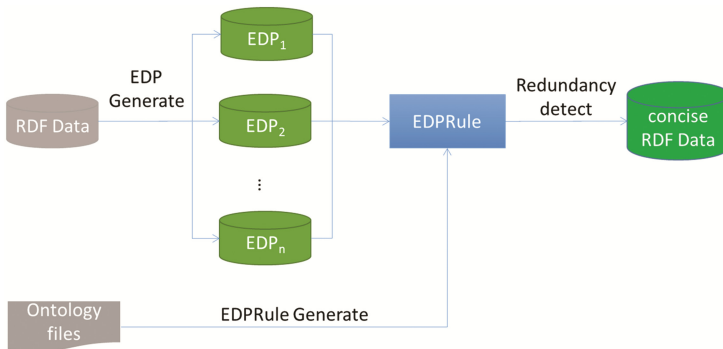 EDP₁
EDP
Generate
RDF Data
EDP₂
EDPRule
Redundancy
detect
concise
RDF Data
...
EDPₙ
Ontology
files
EDPRule Generate